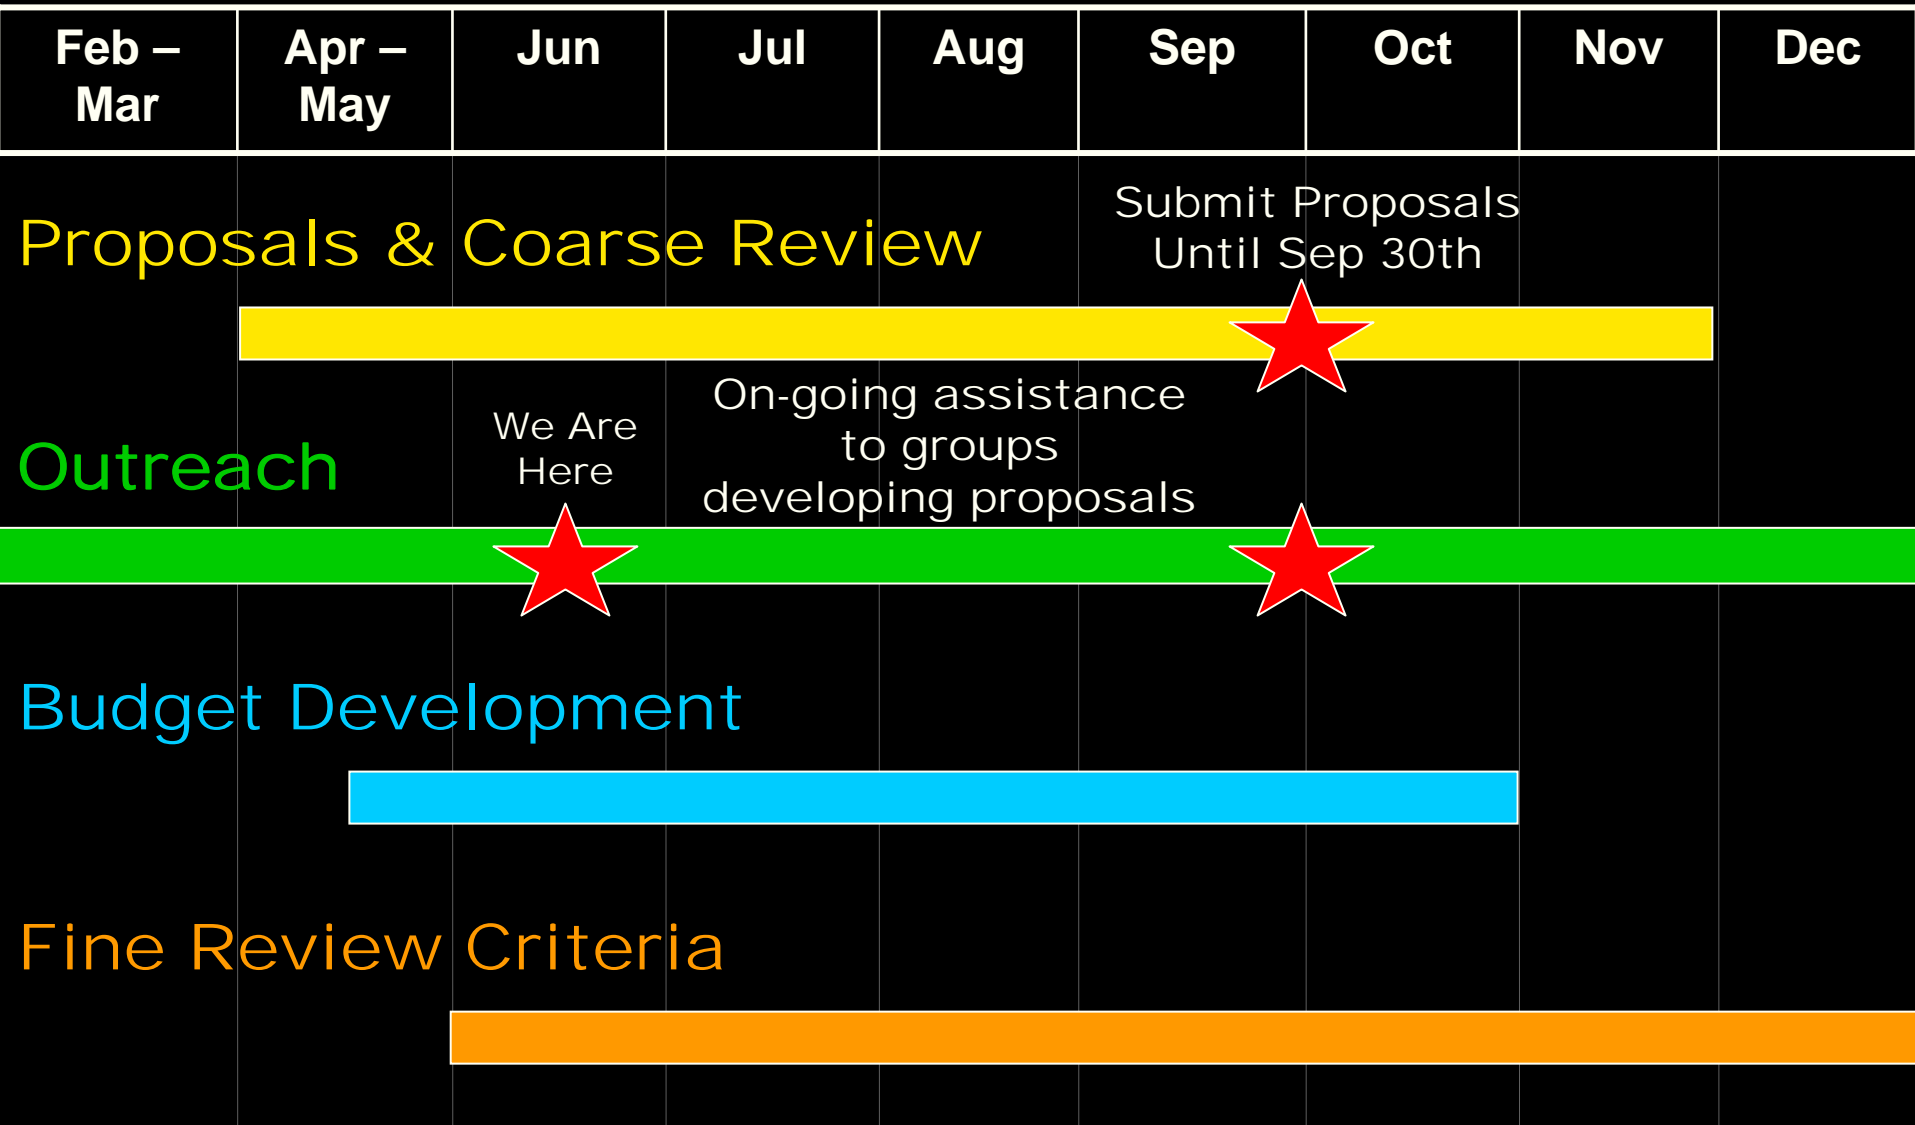 Feb –
Mar
Apr –
May
Jun
Jul
Aug
Sep
Oct
Nov
Dec
Submit Proposals
Until Sep 30th
Proposals & Coarse Review
On-going assistance
to groups
developing proposals
We Are
Here
Outreach
Budget Development
Fine Review Criteria